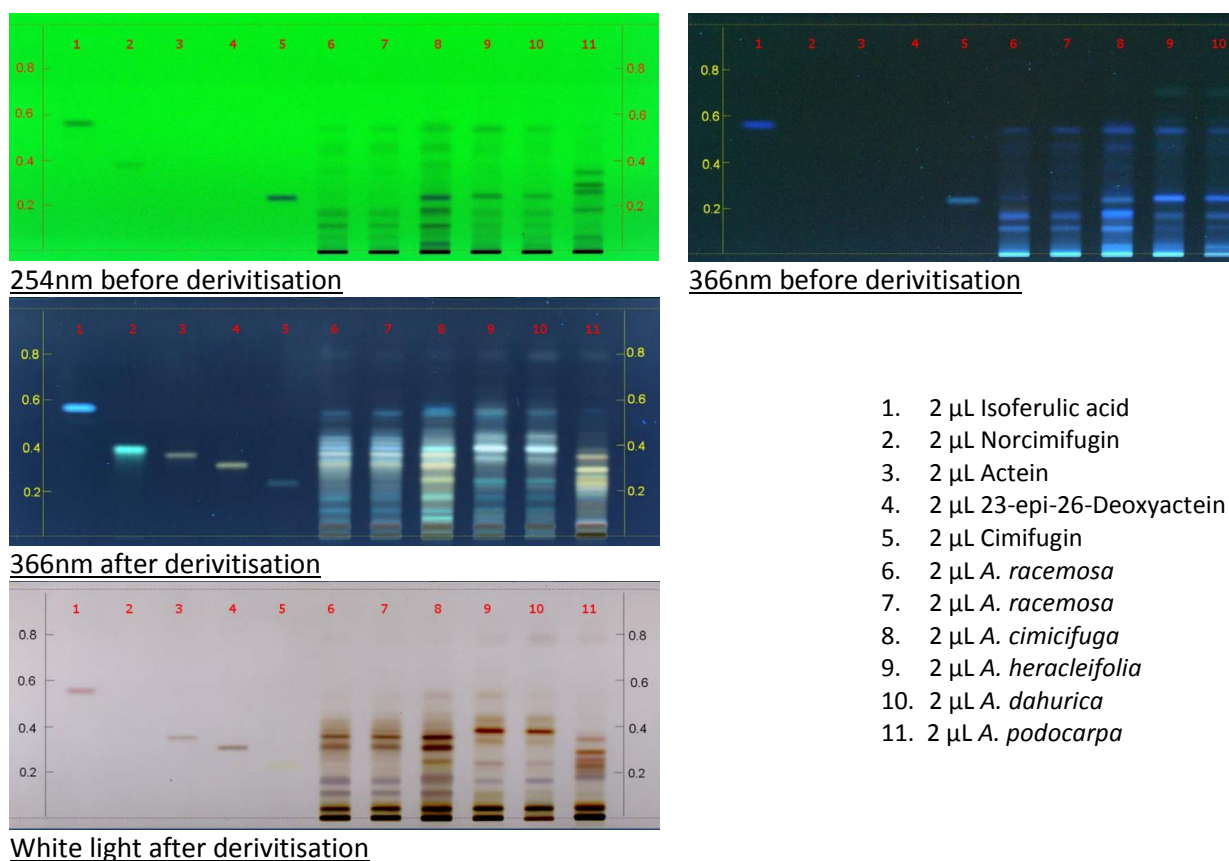 1 2 3 4 5 6 7 8 9 10 11
0.8 0.8
0.6 0.6
0.4 0.4
0.2 0.2
254nm before derivitisation
1 2 3 4 5 6 7 8 9 10
0.8
0.6
0.4
0.2
366nm before derivitisation
1 2 3 4 5 6 7 8 9 10 11
0.8 0.8
0.6 0.6
0.4 0.4
0.2 0.2
366nm after derivitisation
1. 2 µL Isoferulic acid
2. 2 µL Norcimifugin
3. 2 µL Actein
4. 2 µL 23-epi-26-Deoxyactein
5. 2 µL Cimifugin
6. 2 µL A. racemosa
7. 2 µL A. racemosa
8. 2 µL A. cimicifuga
9. 2 µL A. heracleifolia
10. 2 µL A. dahurica
11. 2 µL A. podocarpa
1 2 3 4 5 6 7 8 9 10 11
0.8 0.8
0.6 0.6
0.4 0.4
0.2 0.2
White light after derivitisation